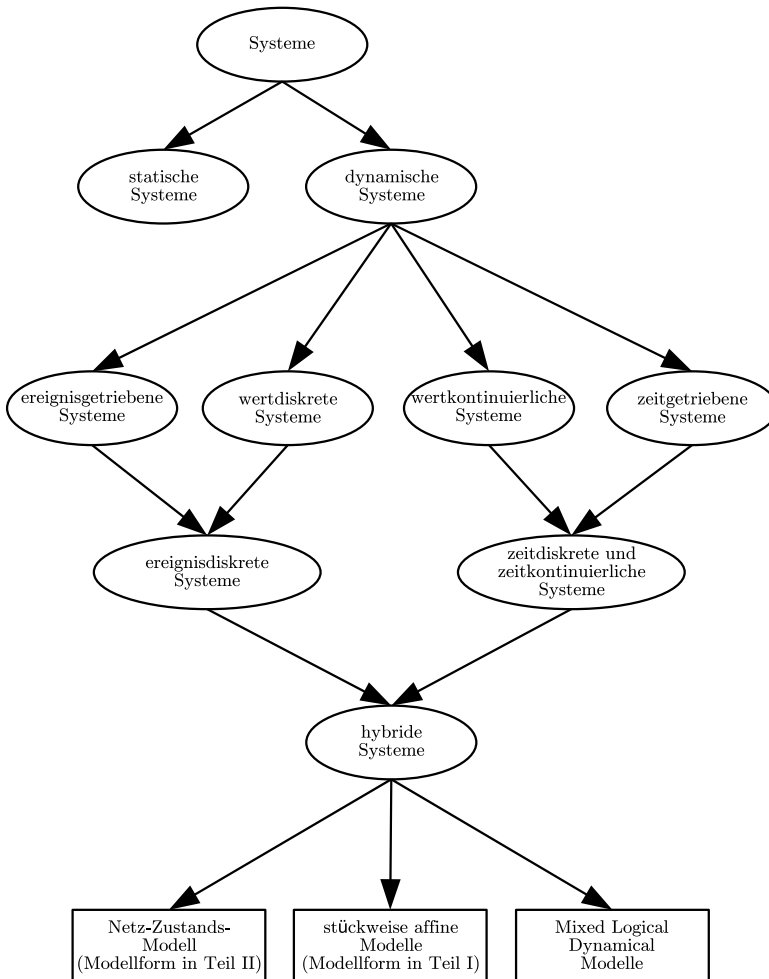 Systeme
statische
Systeme
dynamische
Systeme
ereignisgetriebene
Systeme
wertdiskrete
Systeme
wertkontinuierliche
Systeme
zeitgetriebene
Systeme
ereignisdiskrete
Systeme
zeitdiskrete und
zeitkontinuierliche
Systeme
hybride
Systeme
Netz-Zustands-
Modell
(Modellform in Teil II)
stückweise affine
Modelle
(Modellform in Teil I)
Mixed Logical
Dynamical
Modelle